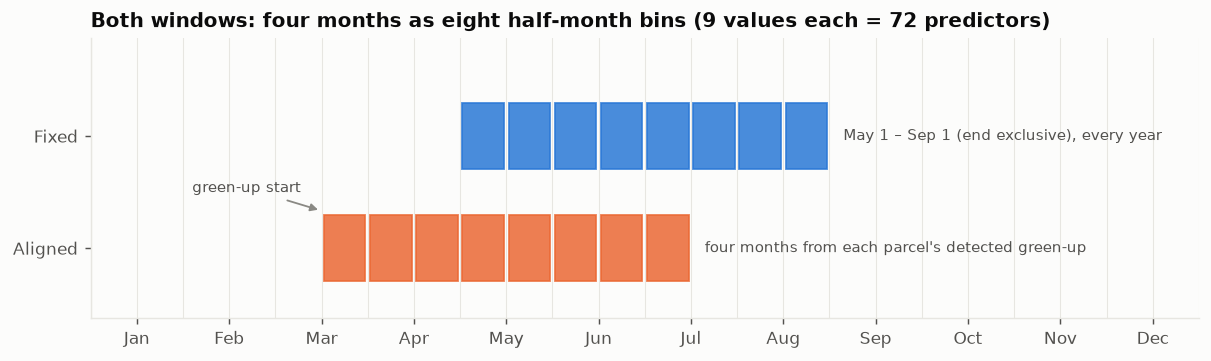 Both windows: four months as eight half-month bins (9 values each = 72 predictors)
Fixed
May 1 – Sep 1 (end exclusive), every year
green-up start
Aligned
four months from each parcel's detected green-up
Jan Feb Mar Apr May Jun Jul Aug Sep Oct Nov Dec